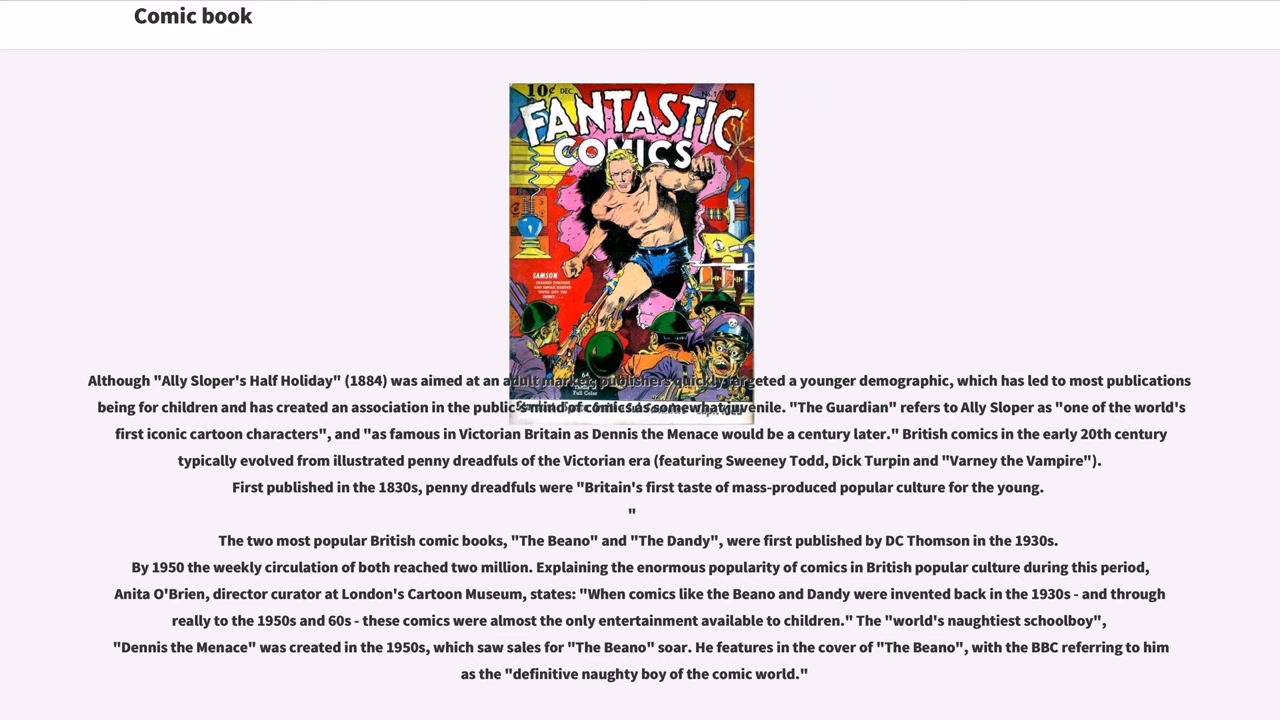 Comic book
10¢ DEC.
FANTASTIC
COMICS
SAMSON
Full Color
Although "Ally Sloper's Half Holiday" (1884) was aimed at an adult market, publishers quickly targeted a younger demographic, which has led to most publications
being for children and has created an association in the public's mind of comics as somewhat juvenile. "The Guardian" refers to Ally Sloper as "one of the world's
first iconic cartoon characters", and "as famous in Victorian Britain as Dennis the Menace would be a century later." British comics in the early 20th century
typically evolved from illustrated penny dreadfuls of the Victorian era (featuring Sweeney Todd, Dick Turpin and "Varney the Vampire").
First published in the 1830s, penny dreadfuls were "Britain's first taste of mass-produced popular culture for the young.
"
The two most popular British comic books, "The Beano" and "The Dandy", were first published by DC Thomson in the 1930s.
By 1950 the weekly circulation of both reached two million. Explaining the enormous popularity of comics in British popular culture during this period,
Anita O'Brien, director curator at London's Cartoon Museum, states: "When comics like the Beano and Dandy were invented back in the 1930s - and through
really to the 1950s and 60s - these comics were almost the only entertainment available to children." The "world's naughtiest schoolboy",
"Dennis the Menace" was created in the 1950s, which saw sales for "The Beano" soar. He features in the cover of "The Beano", with the BBC referring to him
as the "definitive naughty boy of the comic world."